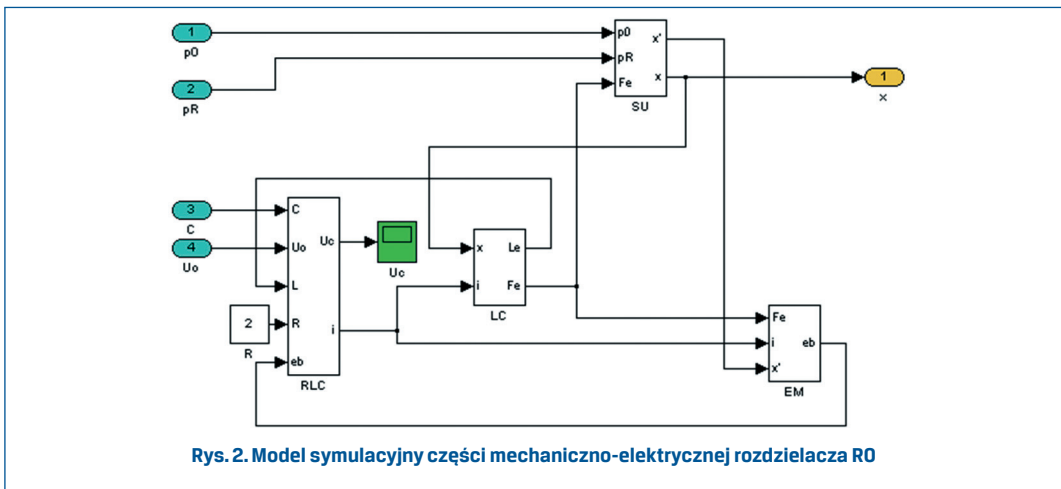 1
p0
2
pR
3
C
4
Uo
p0
pR
Fe
x'
x
SU
1
x
C
Uo
L
R
eb
Uc
i
RLC
2
R
Uc
x
i
Le
Fe
LC
Fe
i
x'
eb
EM
Rys. 2. Model symulacyjny części mechaniczno-elektrycznej rozdzielacza RO